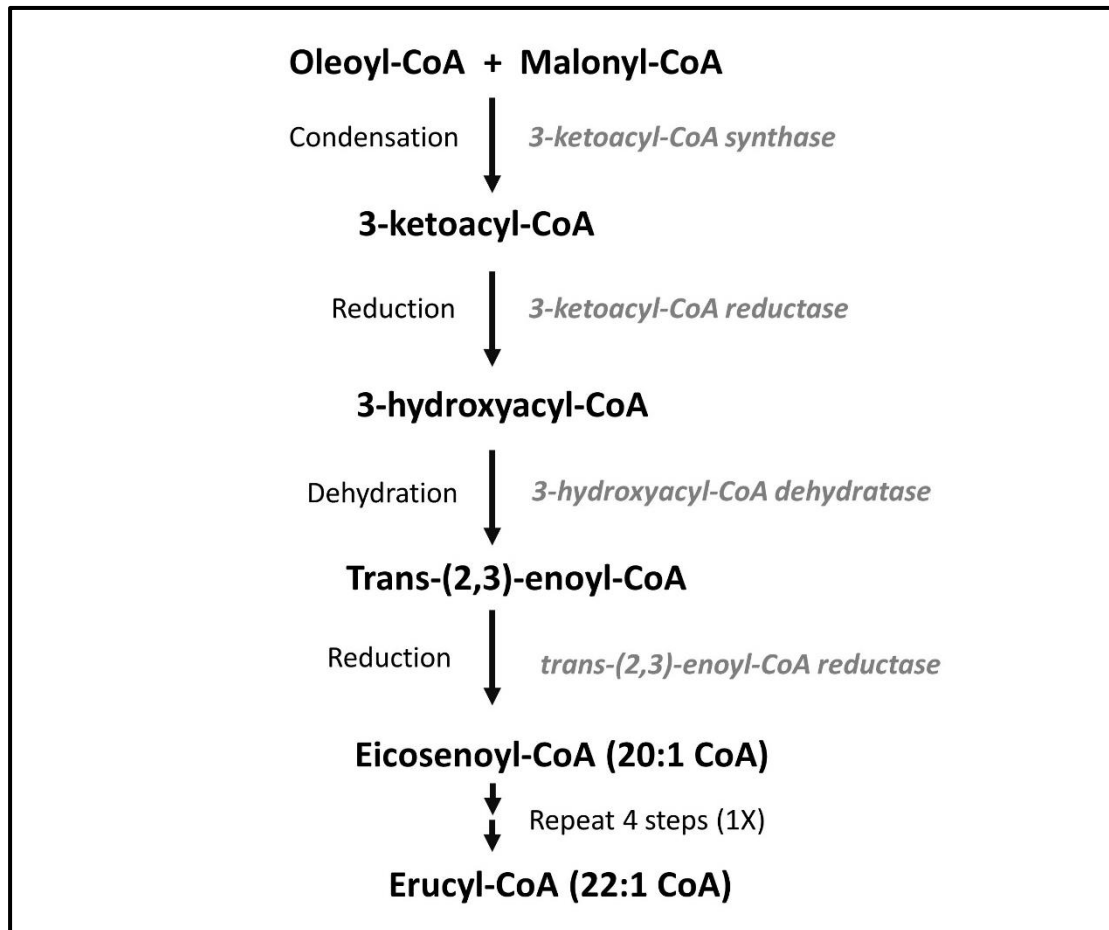 Oleoyl-CoA + Malonyl-CoA
Condensation 3-ketoacyl-CoA synthase
3-ketoacyl-CoA
Reduction 3-ketoacyl-CoA reductase
3-hydroxyacyl-CoA
Dehydration 3-hydroxyacyl-CoA dehydratase
Trans-(2,3)-enoyl-CoA
Reduction trans-(2,3)-enoyl-CoA reductase
Eicosenoyl-CoA (20:1 CoA)
Repeat 4 steps (1X)
Erucyl-CoA (22:1 CoA)